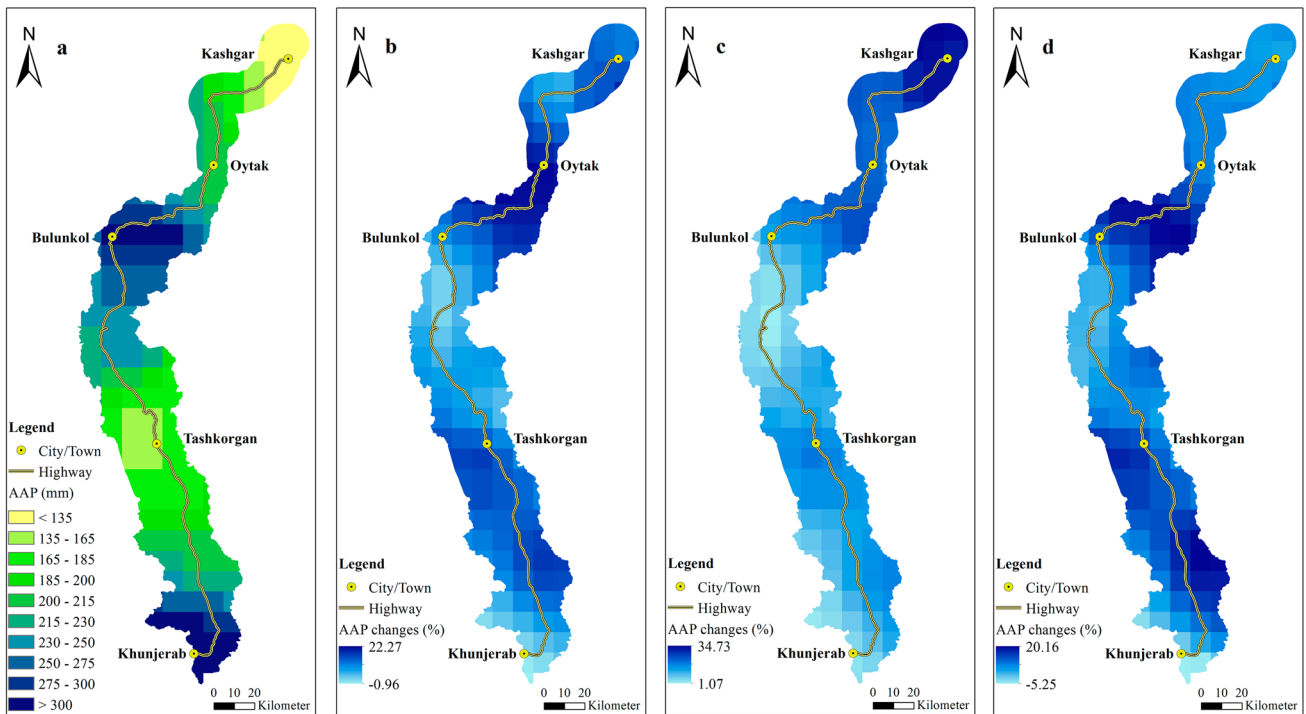 N
a
Kashgar
Oytak
Bulunkol
Tashkorgan
Khunjerab
Legend
City/Town
Highway
AAP (mm)
< 135
135 - 165
165 - 185
185 - 200
200 - 215
215 - 230
230 - 250
250 - 275
275 - 300
> 300
0 10 20
Kilometer
N
b
Kashgar
Oytak
Bulunkol
Tashkorgan
Khunjerab
Legend
City/Town
Highway
AAP changes (%)
22.27
-0.96
0 10 20
Kilometer
N
c
Kashgar
Oytak
Bulunkol
Tashkorgan
Khunjerab
Legend
City/Town
Highway
AAP changes (%)
34.73
1.07
0 10 20
Kilometer
N
d
Kashgar
Oytak
Bulunkol
Tashkorgan
Khunjerab
Legend
City/Town
Highway
AAP changes (%)
20.16
-5.25
0 10 20
Kilometer